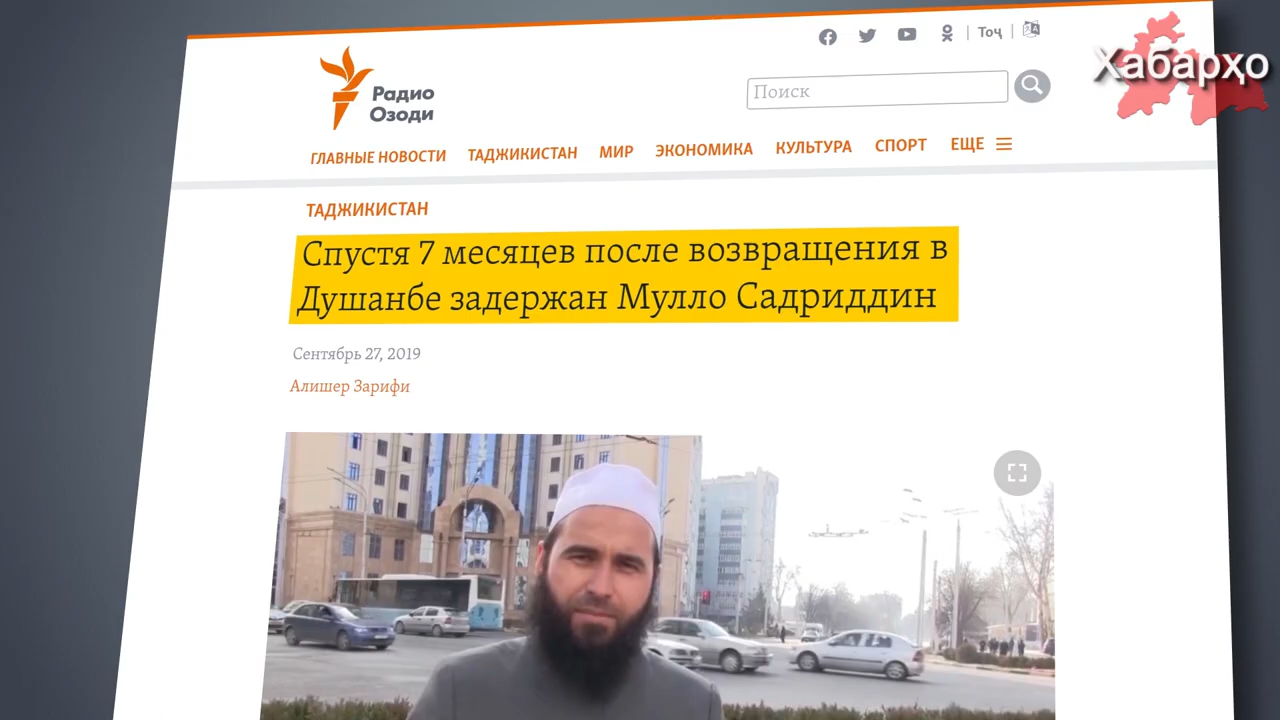 Тоҷ
Хабарҳо
Радио
Озоди
Поиск
ГЛАВНЫЕ НОВОСТИ ТАДЖИКИСТАН МИР ЭКОНОМИКА КУЛЬТУРА СПОРТ ЕЩЕ
ТАДЖИКИСТАН
Спустя 7 месяцев после возвращения в
Душанбе задержан Мулло Садриддин
Сентябрь 27, 2019
Алишер Зарифи